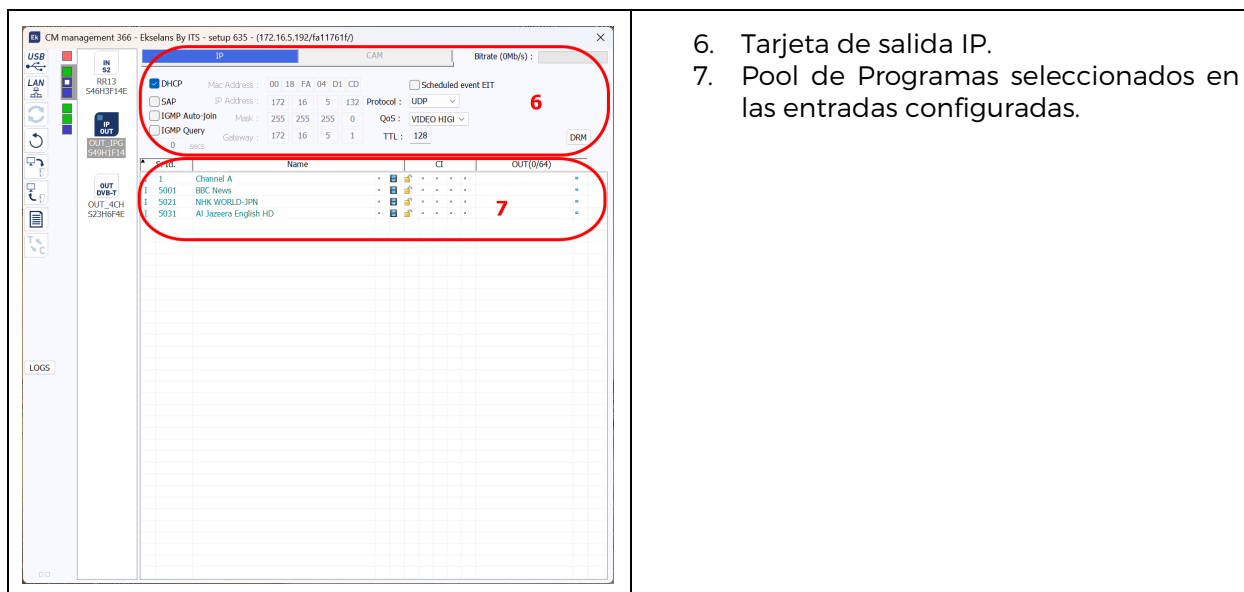 CM management 366 - Ekselans By ITS - setup 635 - (172.16.5.192/fa11761f/)
USB
LAN
LOGS
IN
S2
RR13
S46H3F14E
IP
OUT
OUT_IPG
S49H1F14
OUT
DVB-T
OUT_4CH
S23H6F4E
IP CAM Bitrate (0Mb/s) :
DHCP Mac Address : 00 18 FA 04 D1 CD Scheduled event EIT
SAP IP Address : 172 16 5 132 Protocol : UDP
IGMP Auto-join Mask : 255 255 255 0 QoS : VIDEO HIGI
IGMP Query Gateway : 172 16 5 1 TTL : 128 DRM
0 secs
6
S. Id. Name CI OUT(0/64)
I 1 Channel A
I 5001 BBC News
I 5021 NHK WORLD-JPN
I 5031 Al Jazeera English HD
7
T C
6. Tarjeta de salida IP.
7. Pool de Programas seleccionados en
las entradas configuradas.